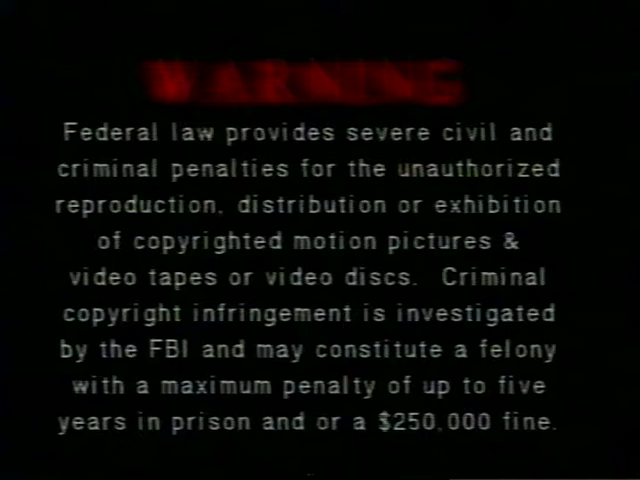 WARNING
Federal law provides severe civil and
criminal penalties for the unauthorized
reproduction, distribution or exhibition
of copyrighted motion pictures &
video tapes or video discs. Criminal
copyright infringement is investigated
by the FBI and may constitute a felony
with a maximum penalty of up to five
years in prison and or a $250,000 fine.